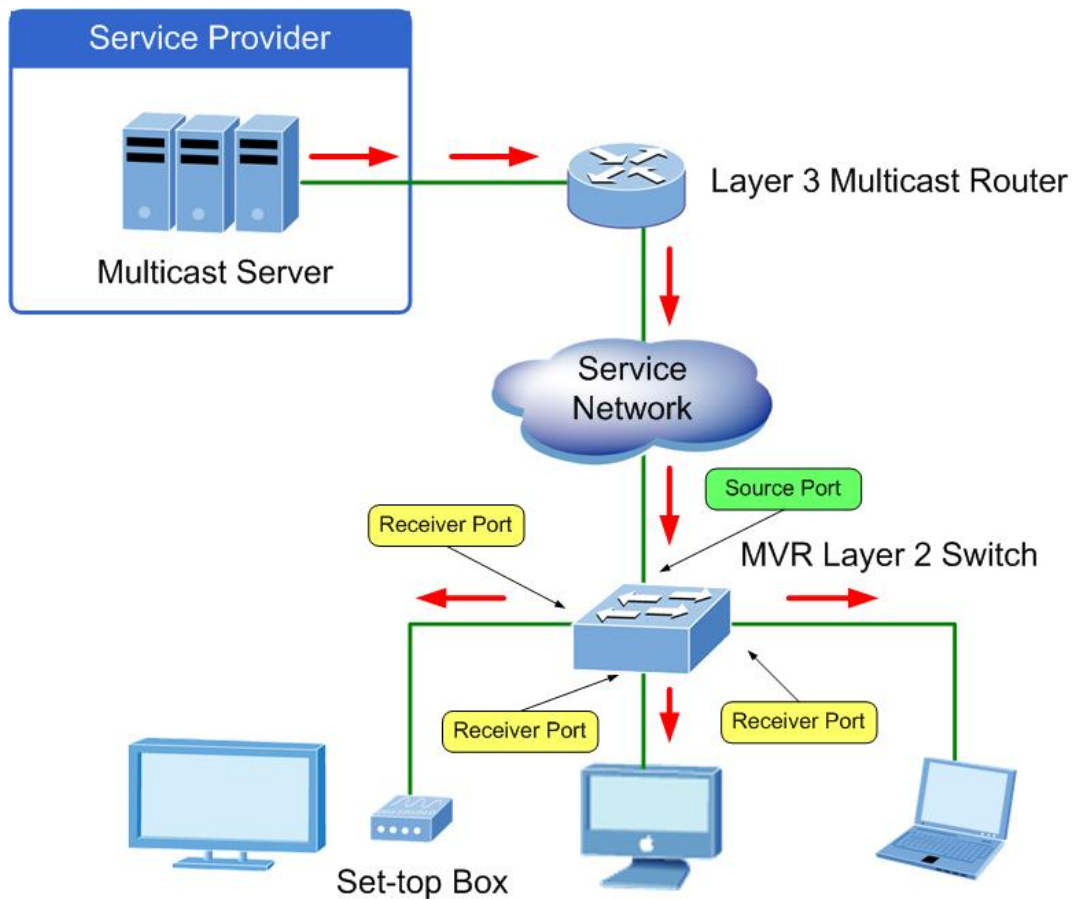 Service Provider
Multicast Server
Layer 3 Multicast Router
Service
Network
Source Port
Receiver Port
MVR Layer 2 Switch
Receiver Port
Receiver Port
Set-top Box